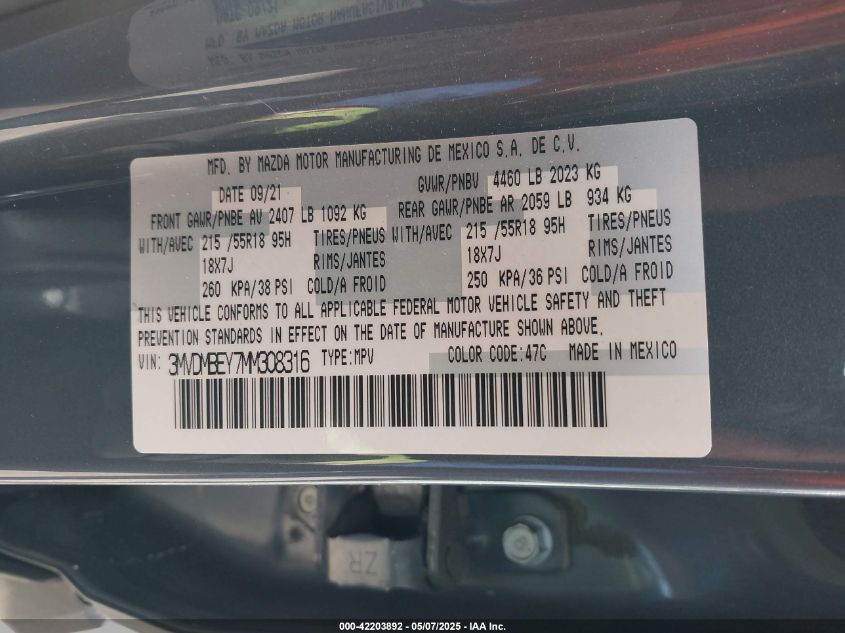 MFD. BY MAZDA MOTOR MANUFACTURING DE MEXICO S.A. DE C.V.
DATE 09/21 GVWR/PNBV 4460 LB 2023 KG
FRONT GAWR/PNBE AV 2407 LB 1092 KG REAR GAWR/PNBE AR 2059 LB 934 KG
WITH/AVEC 215 /55R18 95H TIRES/PNEUS WITH/AVEC 215 /55R18 95H TIRES/PNEUS
18X7J RIMS/JANTES 18X7J RIMS/JANTES
260 KPA/38 PSI COLD/A FROID 250 KPA/36 PSI COLD/A FROID
THIS VEHICLE CONFORMS TO ALL APPLICABLE FEDERAL MOTOR VEHICLE SAFETY AND THEFT
PREVENTION STANDARDS IN EFFECT ON THE DATE OF MANUFACTURE SHOWN ABOVE.
VIN: 3MVDMBEY7MM308316 TYPE:MPV COLOR CODE:47C MADE IN MEXICO
ZR
000-42203892 - 05/07/2025 - IAA Inc.